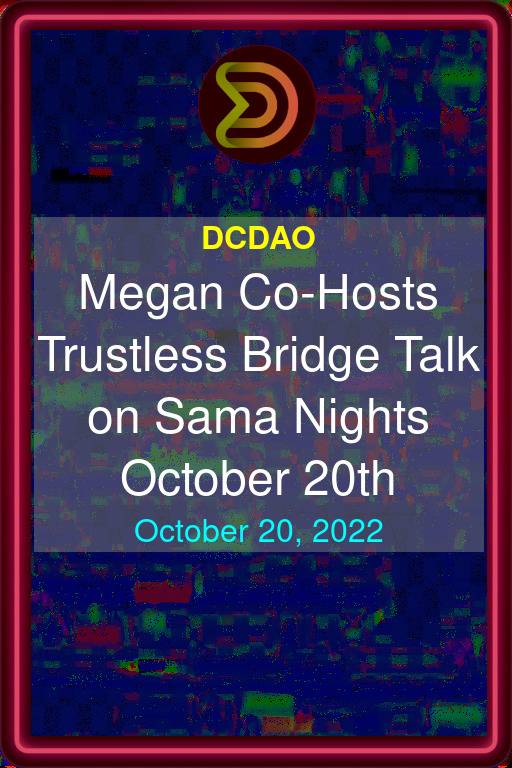 DCDAO
Megan Co-Hosts
Trustless Bridge Talk
on Sama Nights
October 20th
October 20, 2022